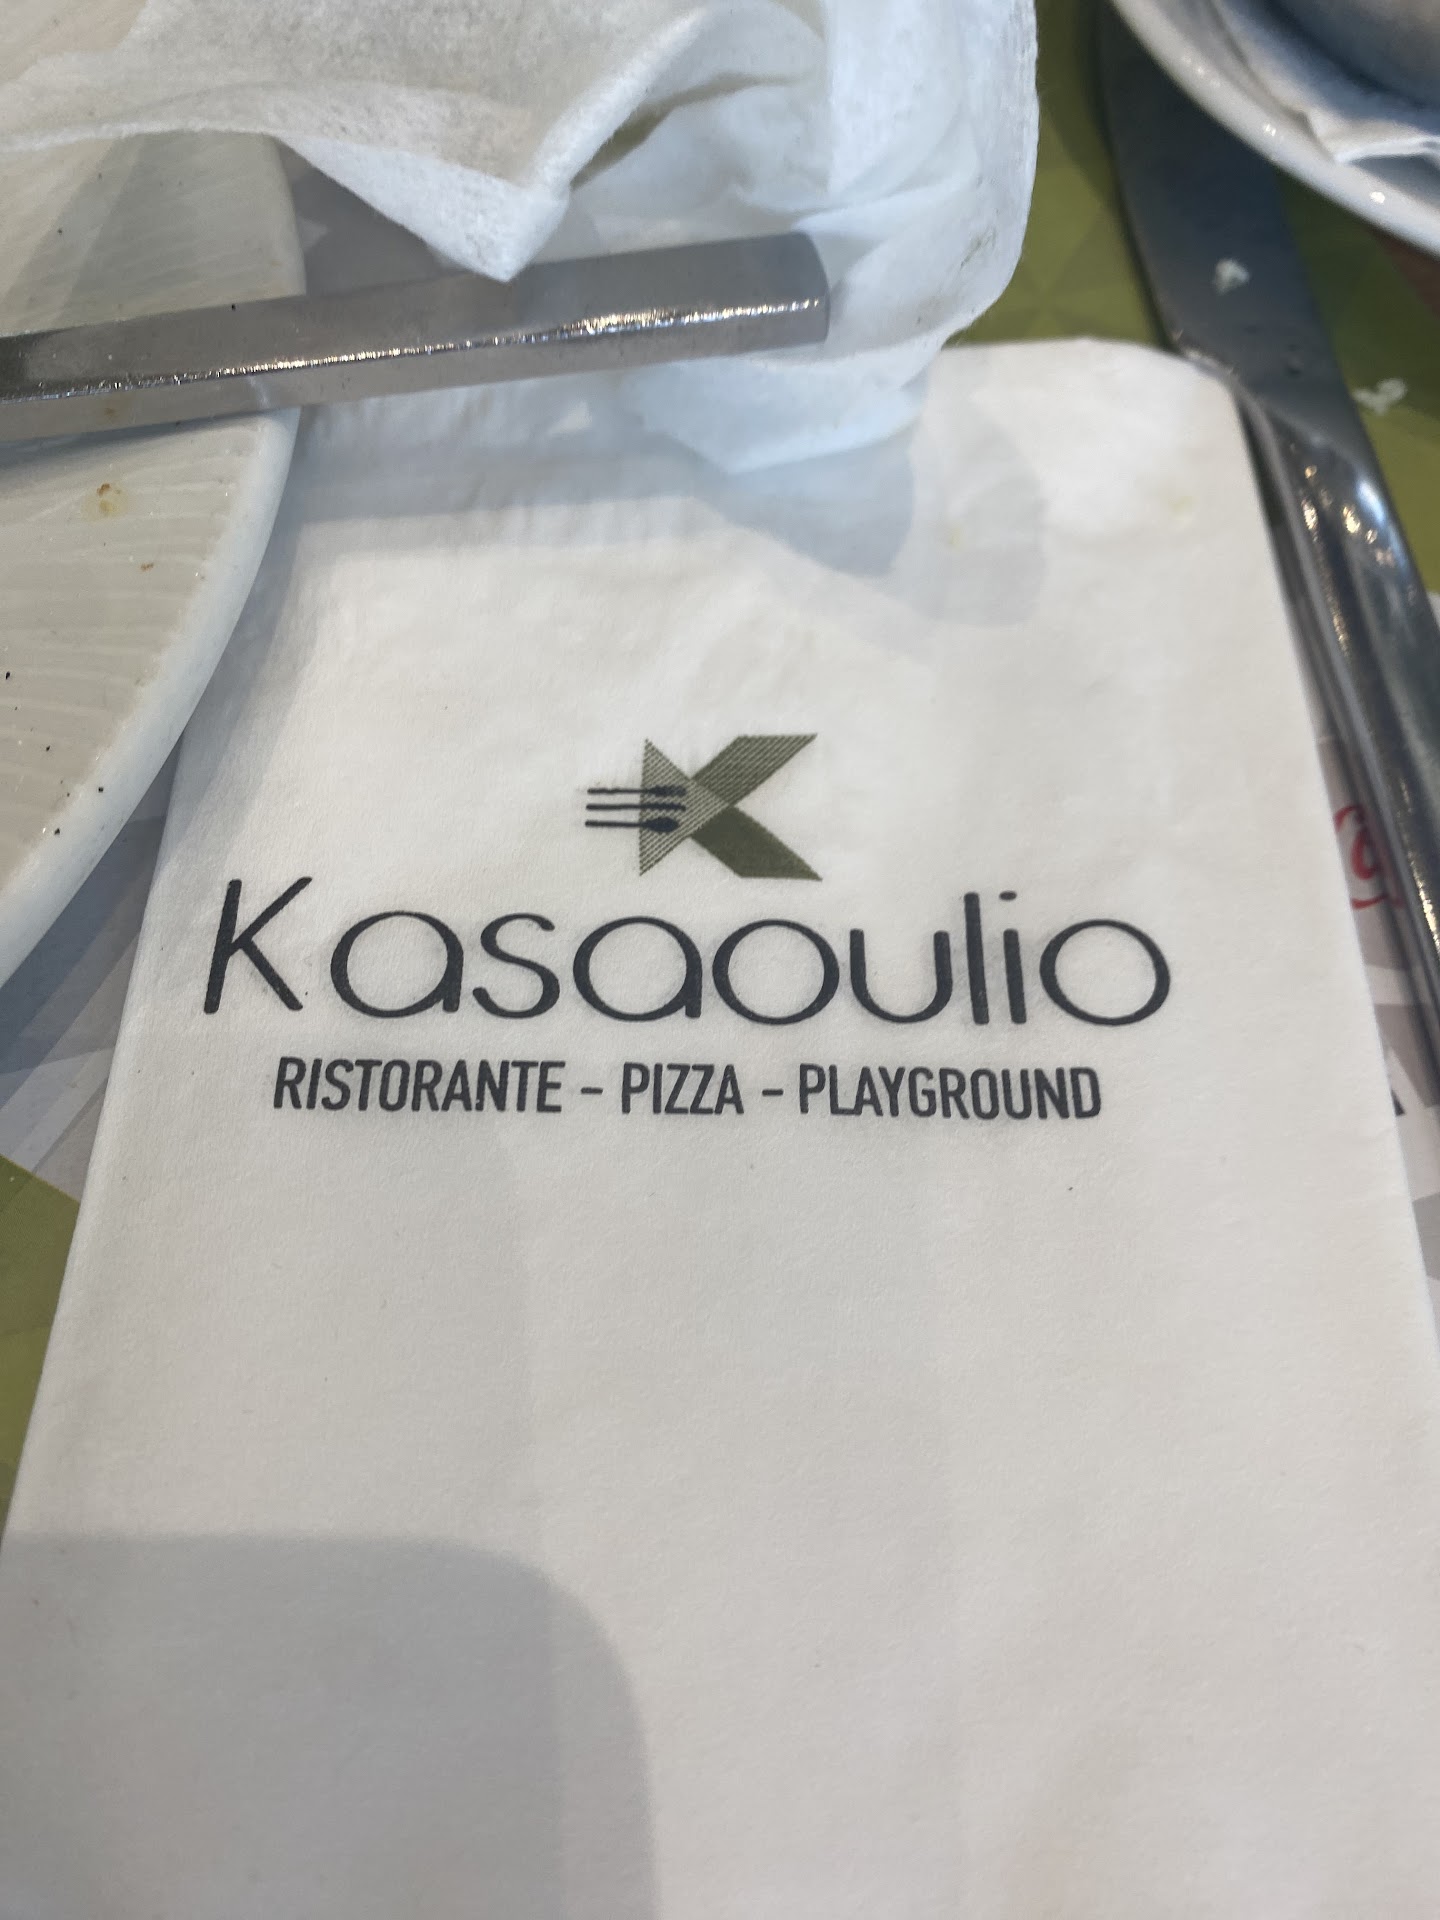 Kasaoulio
RISTORANTE - PIZZA - PLAYGROUND